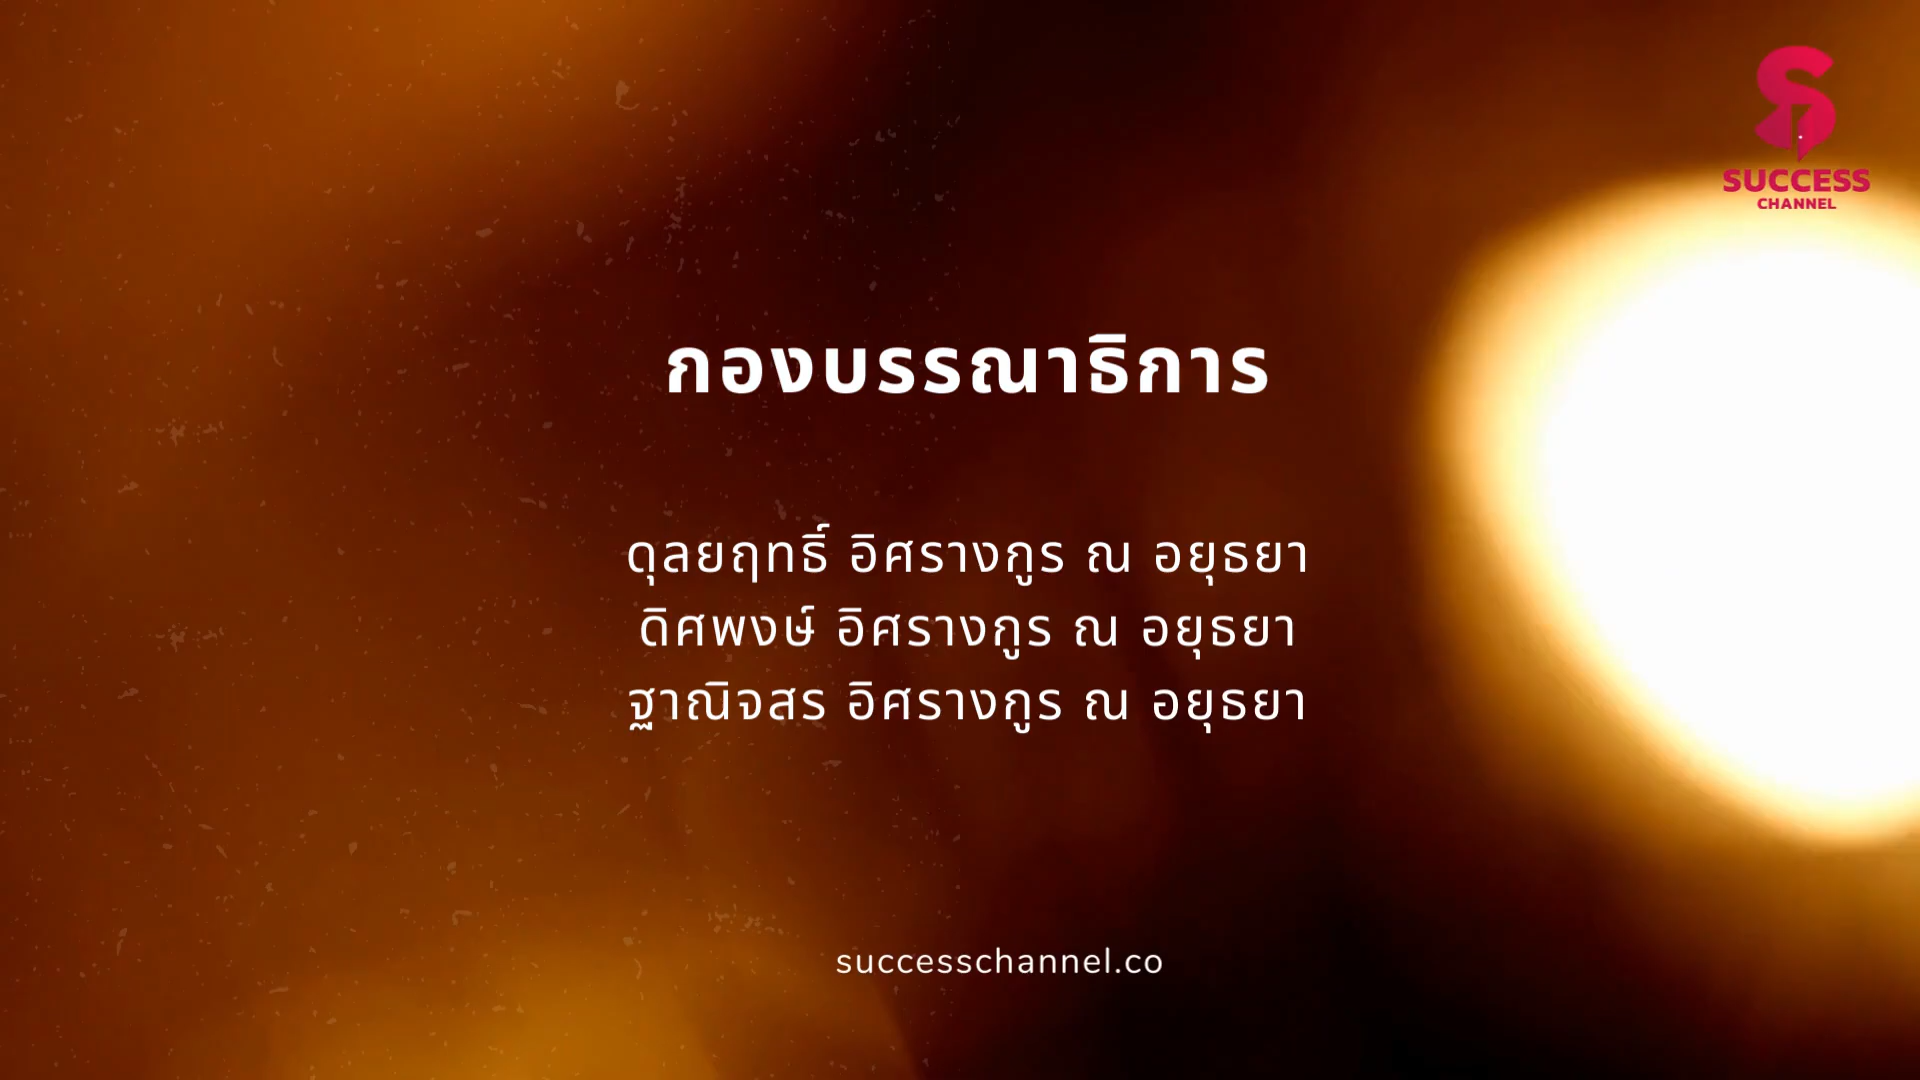 SUCCESS
CHANNEL
กองบรรณาธิการ
ดุลยฤทธิ์ อิศรางกูร ณ อยุธยา
ดิศพงษ์ อิศรางกูร ณ อยุธยา
ฐาณิจสร อิศรางกูร ณ อยุธยา
successchannel.co